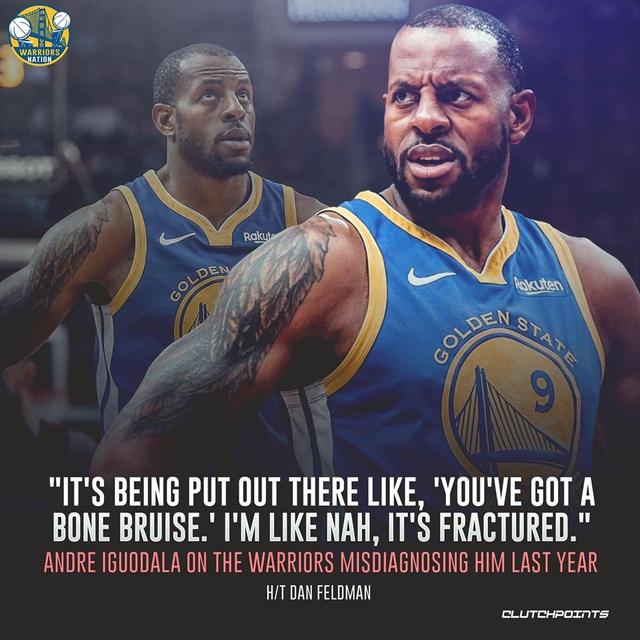 WARRIORS
NATION
Rakuten
GOLDEN
Rakuten
GOLDEN STATE
9
"IT'S BEING PUT OUT THERE LIKE, 'YOU'VE GOT A
BONE BRUISE.' I'M LIKE NAH, IT'S FRACTURED."
ANDRE IGUODALA ON THE WARRIORS MISDIAGNOSING HIM LAST YEAR
H/T DAN FELDMAN
CLUTCHPOINTS